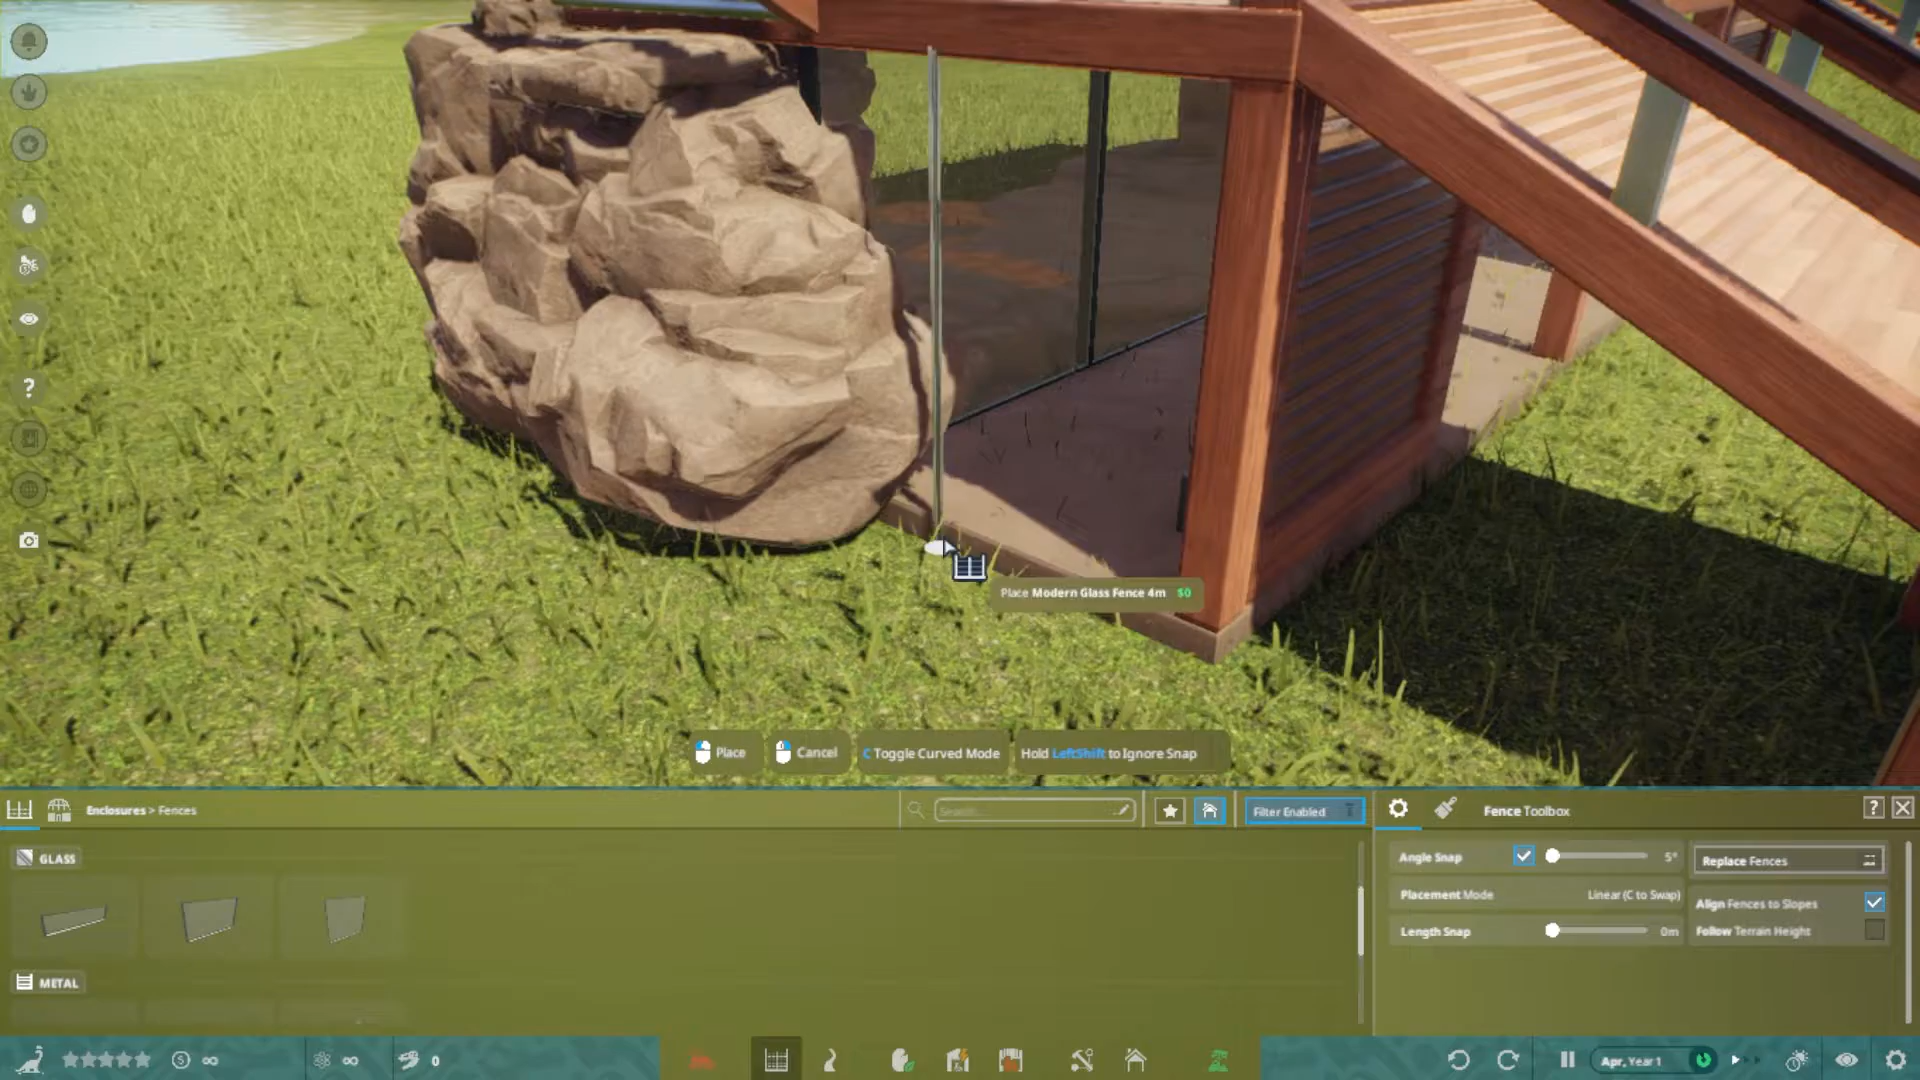 ?
Place Modern Glass Fence 4m $0
Place
Cancel
C Toggle Curved Mode
Hold LeftShift to Ignore Snap
Enclosures > Fences
Search...
Filter Enabled
Fence Toolbox
?
GLASS
Angle Snap
5°
Replace Fences
Placement Mode
Linear (C to Swap)
Align Fences to Slopes
Length Snap
0m
Follow Terrain Height
METAL
∞
∞
0
Apr, Year 1